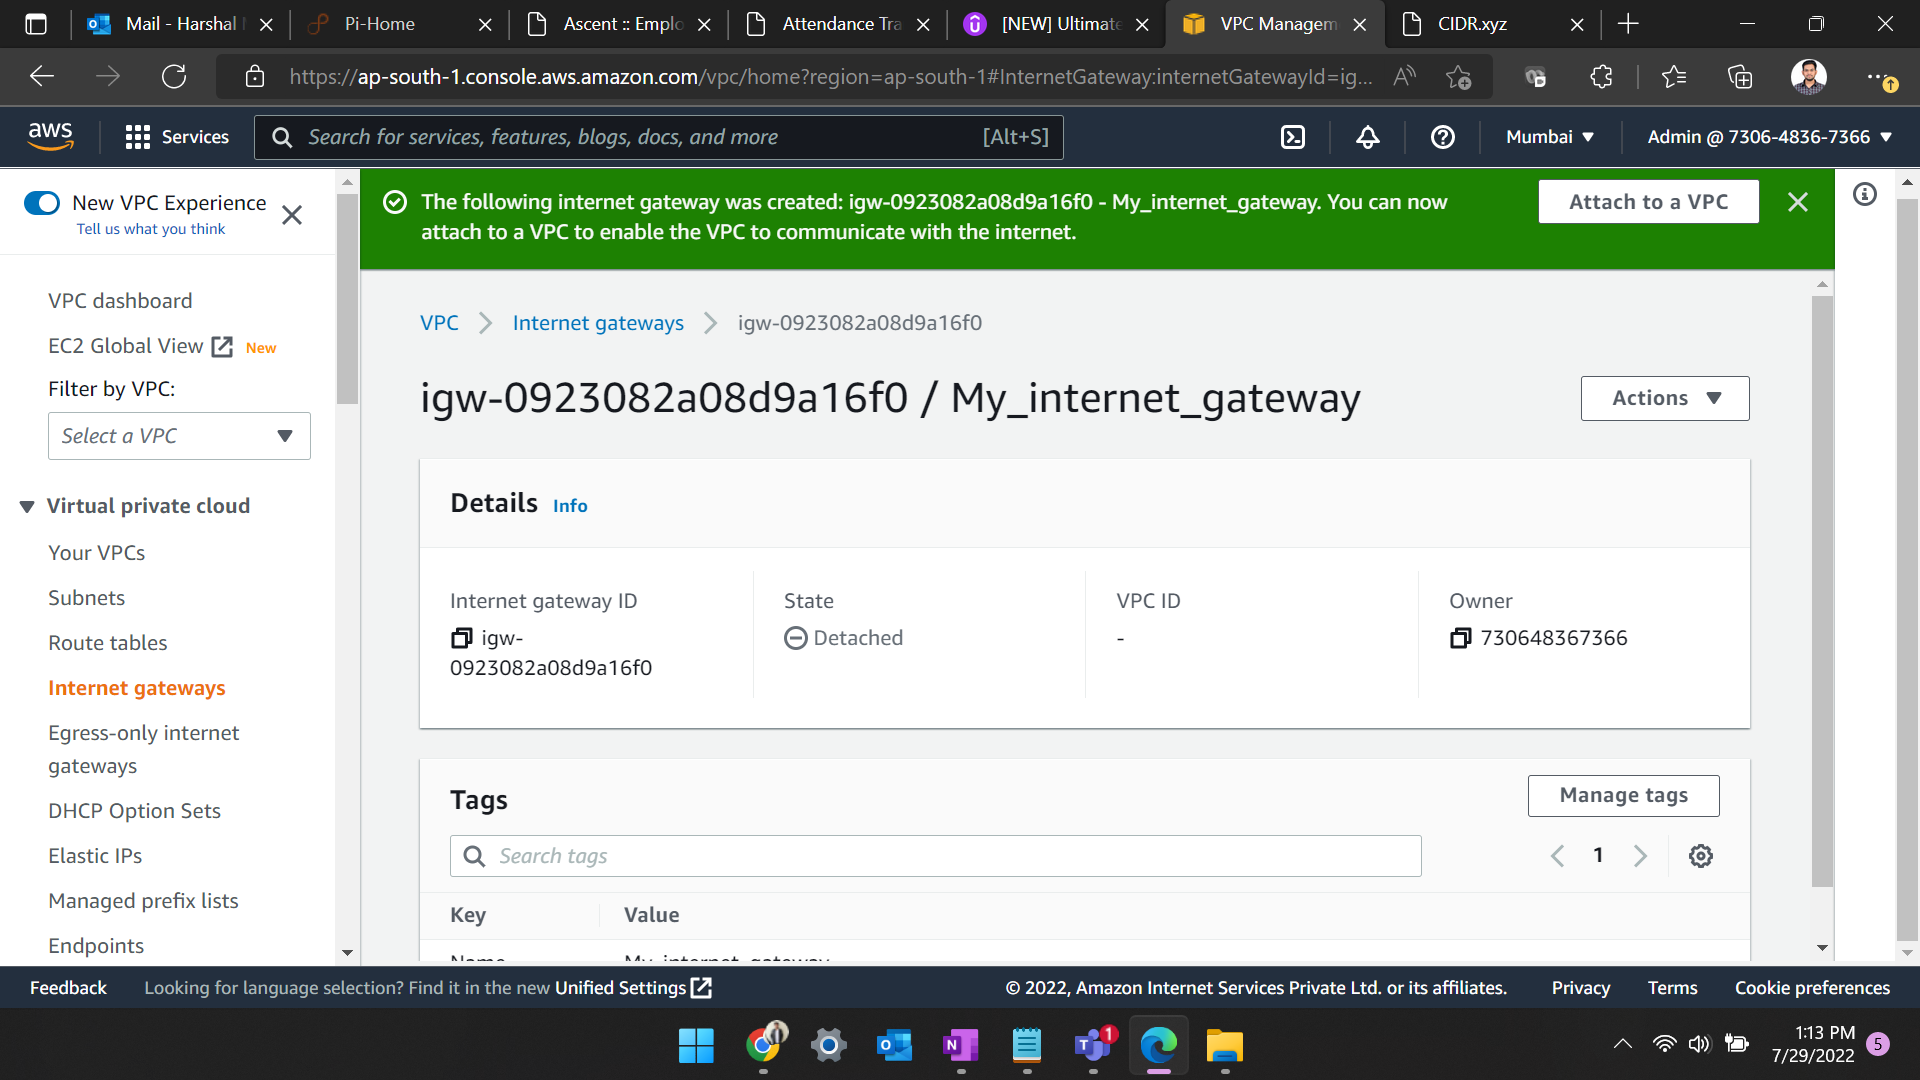 Mail - Harshal
Pi-Home
Ascent :: Emplo
Attendance Tra
[NEW] Ultimate
VPC Managem
CIDR.xyz
https://ap-south-1.console.aws.amazon.com/vpc/home?region=ap-south-1#InternetGateway:internetGatewayId=ig...
aws
Services
Search for services, features, blogs, docs, and more
[Alt+S]
Mumbai
Admin @ 7306-4836-7366
New VPC Experience
Tell us what you think
The following internet gateway was created: igw-0923082a08d9a16f0 - My_internet_gateway. You can now
attach to a VPC to enable the VPC to communicate with the internet.
Attach to a VPC
VPC dashboard
EC2 Global View New
Filter by VPC:
Select a VPC
Virtual private cloud
Your VPCs
Subnets
Route tables
Internet gateways
Egress-only internet
gateways
DHCP Option Sets
Elastic IPs
Managed prefix lists
Endpoints
VPC
Internet gateways
igw-0923082a08d9a16f0
igw-0923082a08d9a16f0 / My_internet_gateway
Actions
Details Info
Internet gateway ID
igw-
0923082a08d9a16f0
State
Detached
VPC ID
-
Owner
730648367366
Tags
Manage tags
Search tags
1
Key
Value
Name
My_internet_gateway
Feedback
Looking for language selection? Find it in the new Unified Settings
© 2022, Amazon Internet Services Private Ltd. or its affiliates.
Privacy
Terms
Cookie preferences
1
1:13 PM
7/29/2022
5